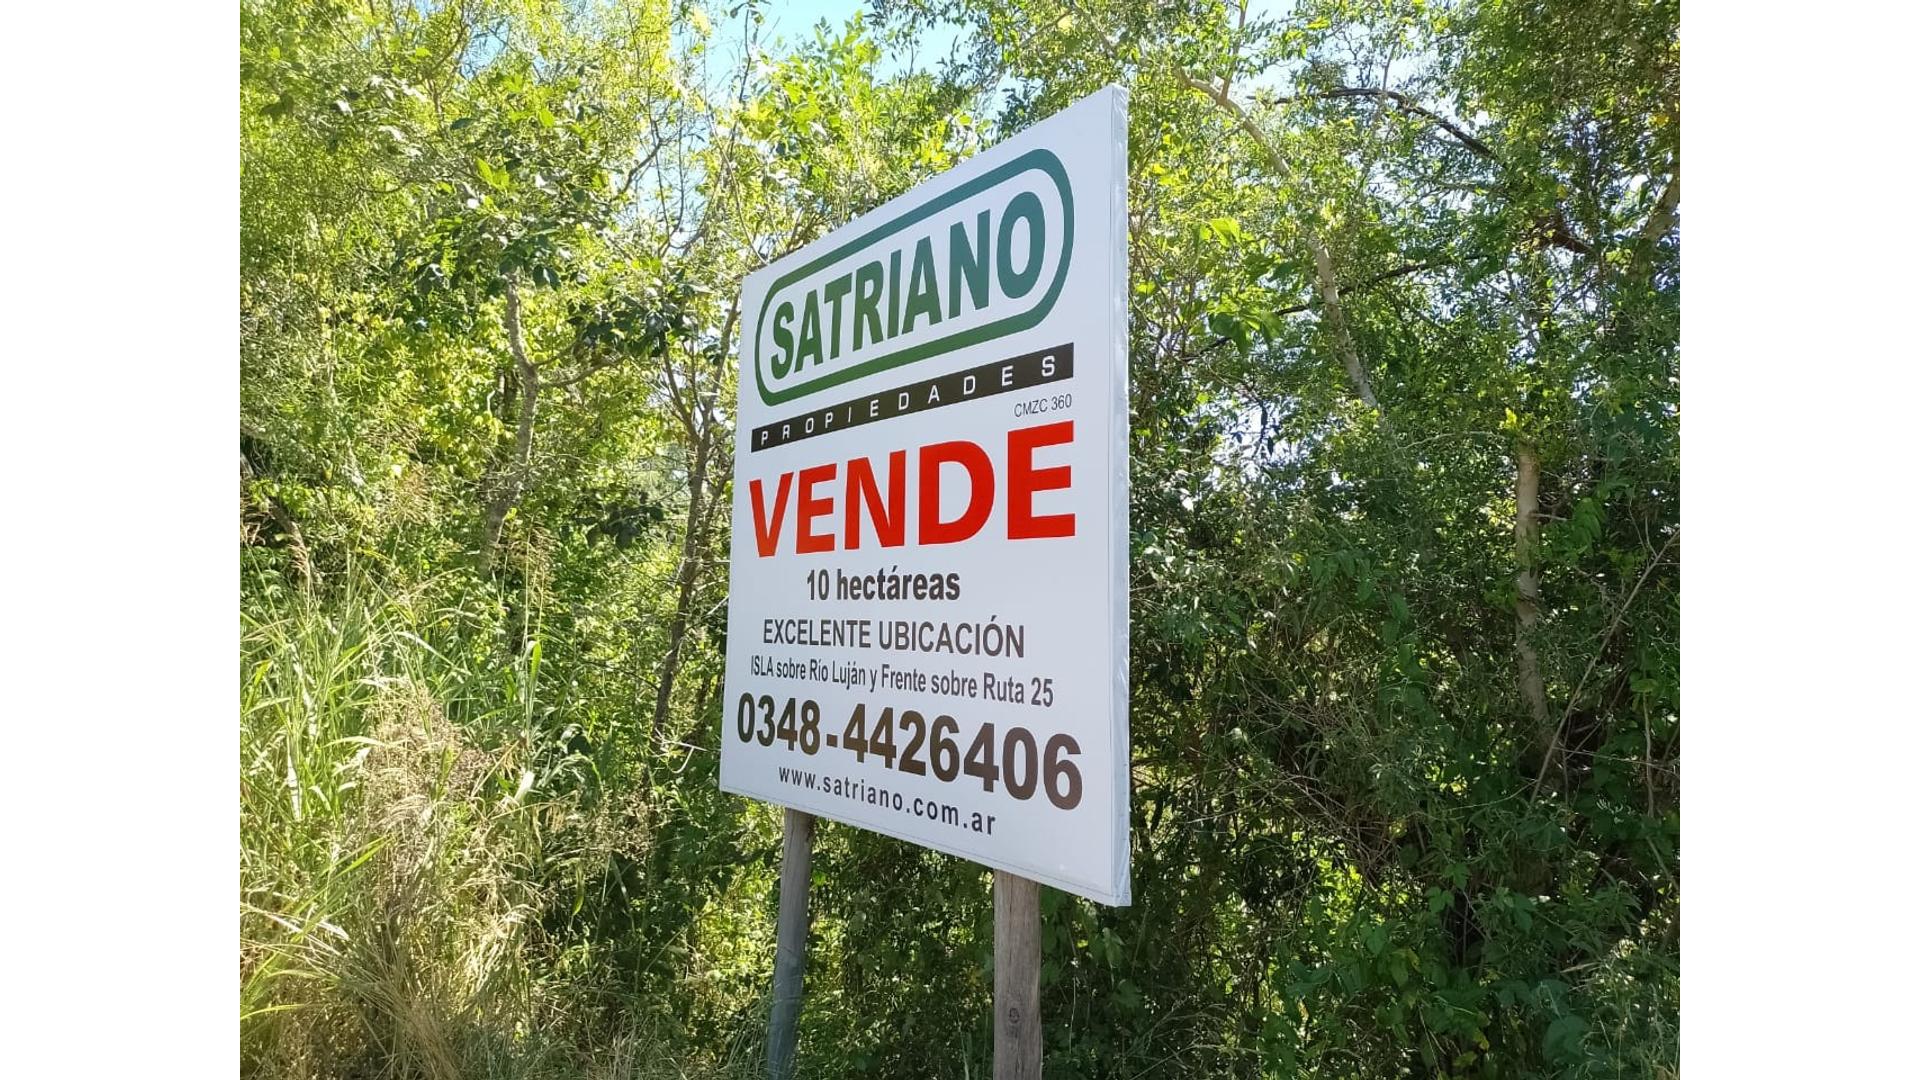 SATRIANO
PROPIEDADES
CMZC 360
VENDE
10 hectáreas
EXCELENTE UBICACIÓN
ISLA sobre Río Luján y Frente sobre Ruta 25
0348-4426406
www.satriano.com.ar